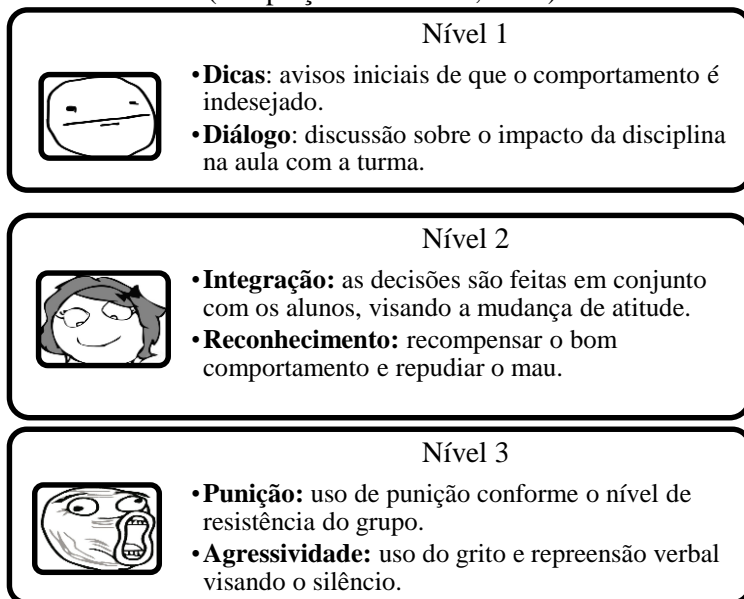 Nível 1
•Dicas: avisos iniciais de que o comportamento é
indesejado.
•Diálogo: discussão sobre o impacto da disciplina
na aula com a turma.
Nível 2
•Integração: as decisões são feitas em conjunto
com os alunos, visando a mudança de atitude.
•Reconhecimento: recompensar o bom
comportamento e repudiar o mau.
Nível 3
•Punição: uso de punição conforme o nível de
resistência do grupo.
•Agressividade: uso do grito e repreensão verbal
visando o silêncio.